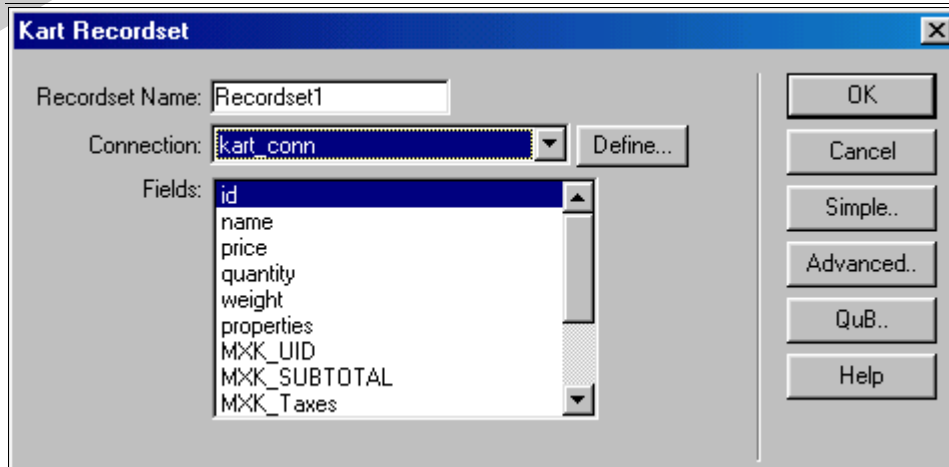 Kart Recordset
Recordset Name: Recordset1
Connection: kart_conn Define...
Fields: id
name
price
quantity
weight
properties
MXK_UID
MXK_SUBTOTAL
MXK_Taxes
OK
Cancel
Simple..
Advanced..
QuB..
Help